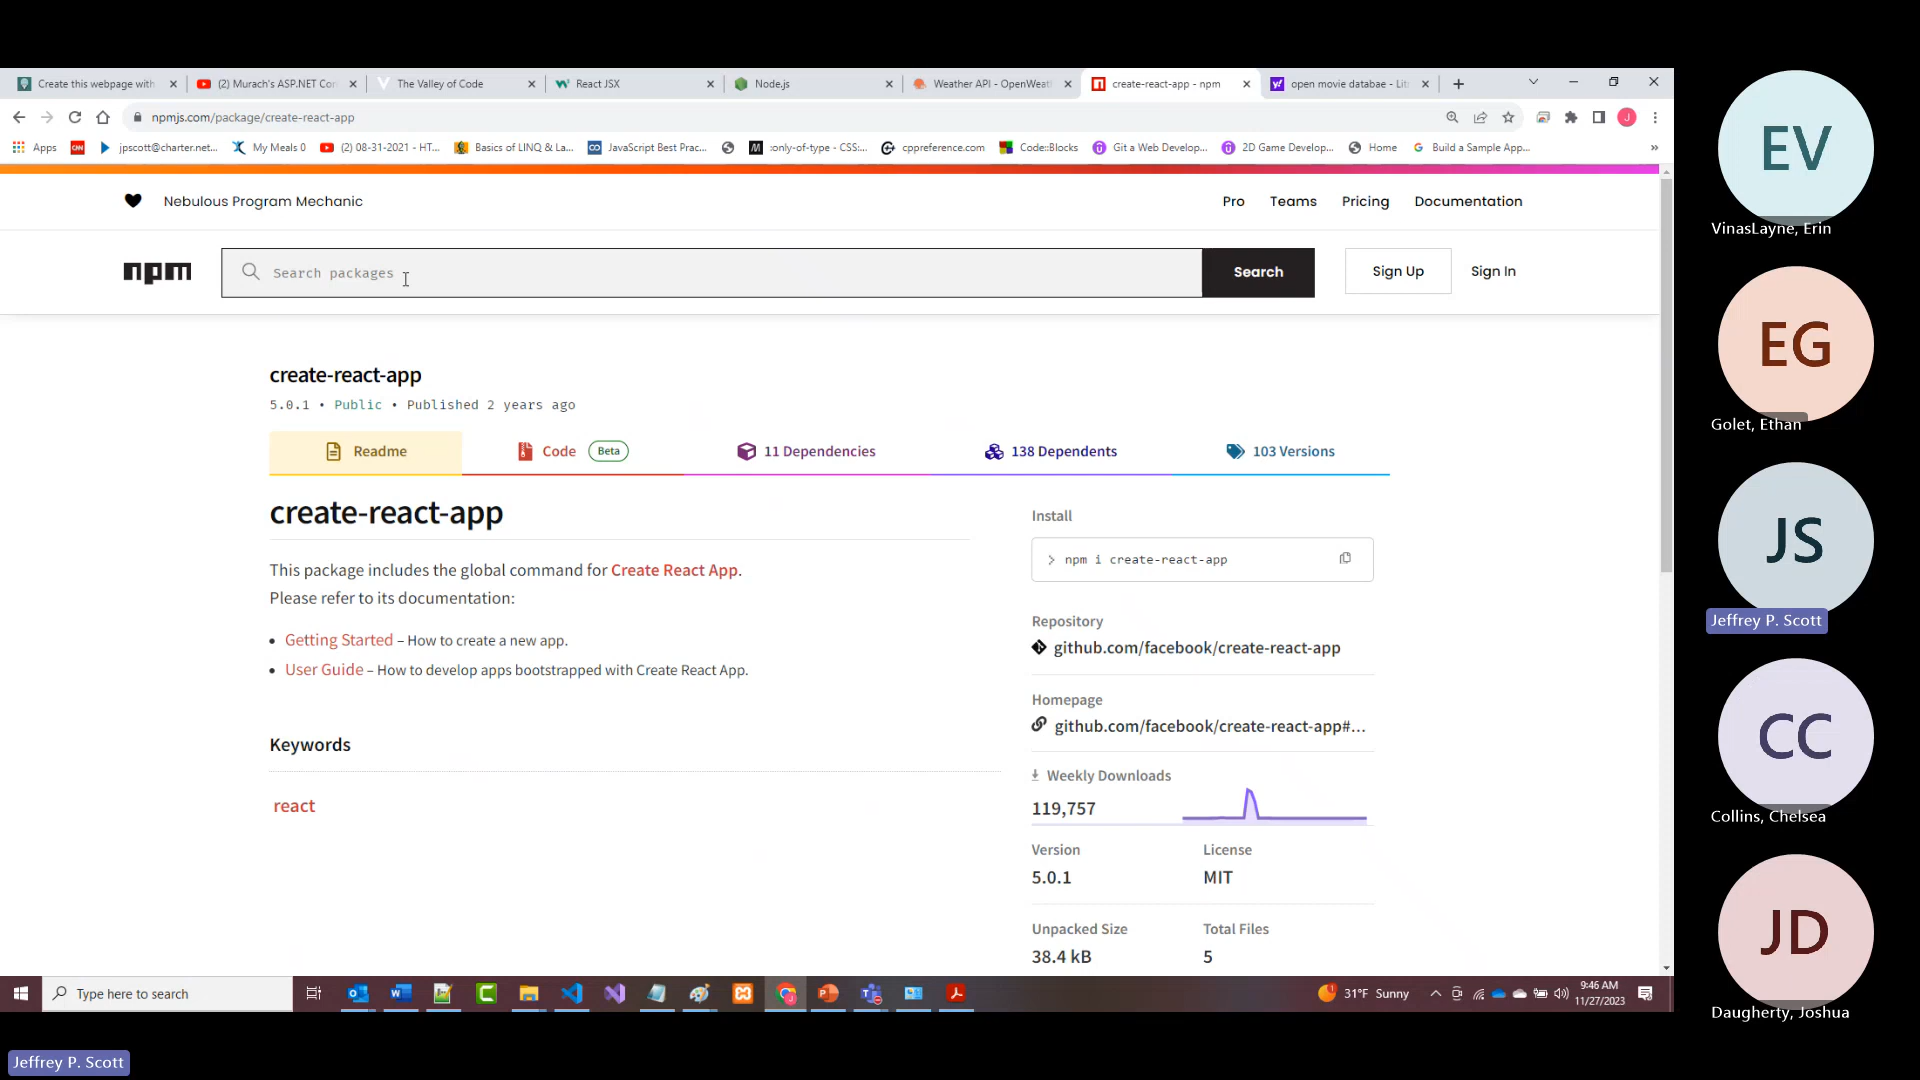 Create this webpage with
(2) Murach's ASP.NET Cor
The Valley of Code
React JSX
Node.js
Weather API - OpenWeat
create-react-app - npm
open movie databae - Lit
npmjs.com/package/create-react-app
J
Apps
CNN
jpscott@charter.net...
My Meals 0
(2) 08-31-2021 - HT...
Basics of LINQ & La...
JavaScript Best Prac...
:only-of-type - CSS:...
cppreference.com
Code::Blocks
Git a Web Develop...
2D Game Develop...
Home
Build a Sample App...
»
Nebulous Program Mechanic
Pro
Teams
Pricing
Documentation
npm
Search packages
Search
Sign Up
Sign In
create-react-app
5.0.1 • Public • Published 2 years ago
Readme
Code Beta
11 Dependencies
138 Dependents
103 Versions
create-react-app
This package includes the global command for Create React App.
Please refer to its documentation:
• Getting Started – How to create a new app.
• User Guide – How to develop apps bootstrapped with Create React App.
Keywords
react
Install
> npm i create-react-app
Repository
github.com/facebook/create-react-app
Homepage
github.com/facebook/create-react-app#...
Weekly Downloads
119,757
Version
License
5.0.1
MIT
Unpacked Size
Total Files
38.4 kB
5
Type here to search
31°F Sunny
9:46 AM
11/27/2023
EV
VinasLayne, Erin
EG
Golet, Ethan
JS
Jeffrey P. Scott
CC
Collins, Chelsea
JD
Daugherty, Joshua
Jeffrey P. Scott